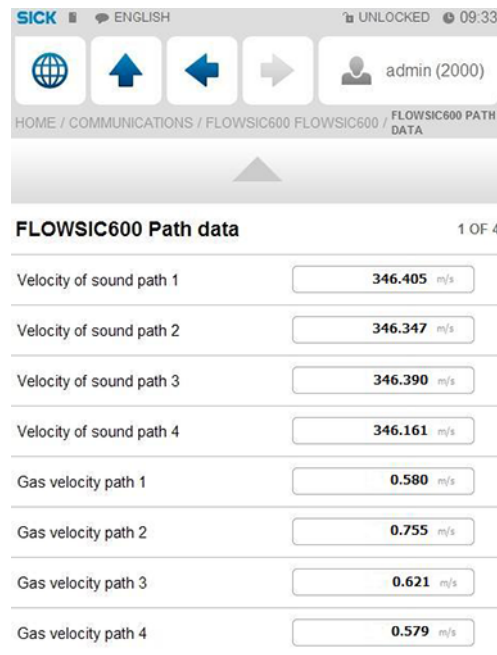 SICK ENGLISH UNLOCKED 09:33
admin (2000)
HOME / COMMUNICATIONS / FLOWSIC600 FLOWSIC600 / FLOWSIC600 PATH
DATA
FLOWSIC600 Path data 1 OF 4
Velocity of sound path 1 346.405 m/s
Velocity of sound path 2 346.347 m/s
Velocity of sound path 3 346.390 m/s
Velocity of sound path 4 346.161 m/s
Gas velocity path 1 0.580 m/s
Gas velocity path 2 0.755 m/s
Gas velocity path 3 0.621 m/s
Gas velocity path 4 0.579 m/s